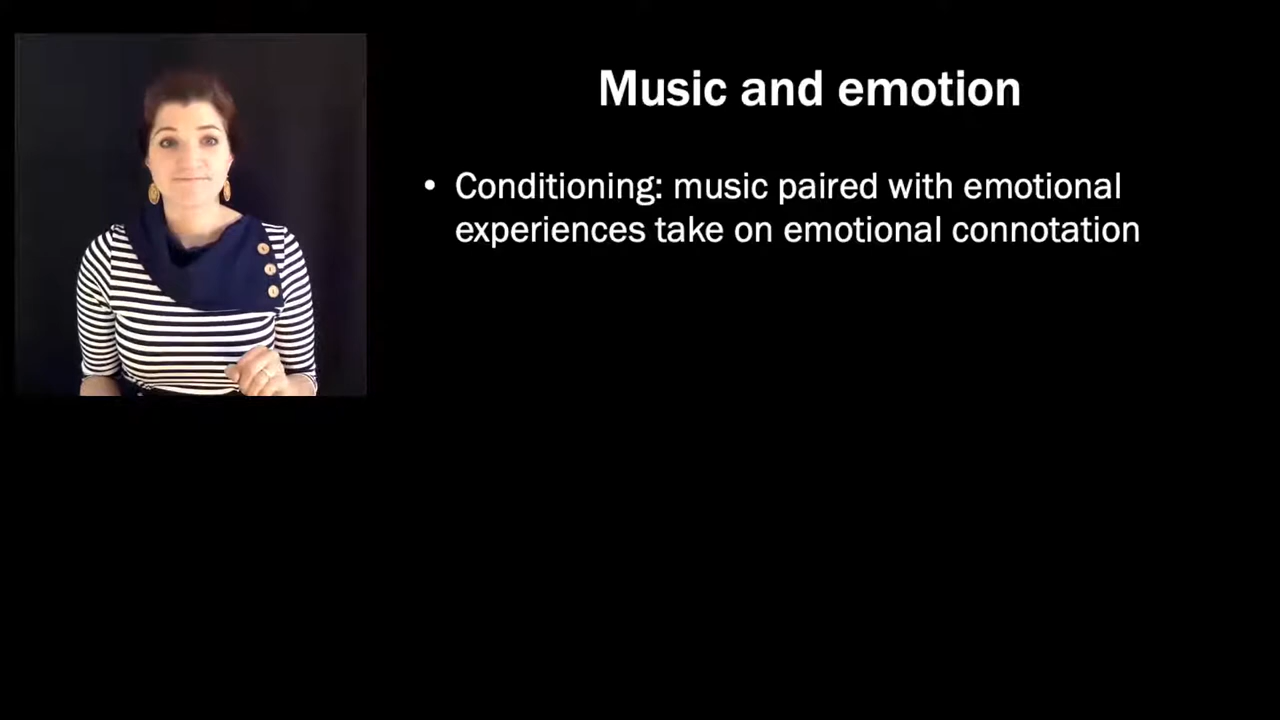 Music and emotion
• Conditioning: music paired with emotional
experiences take on emotional connotation